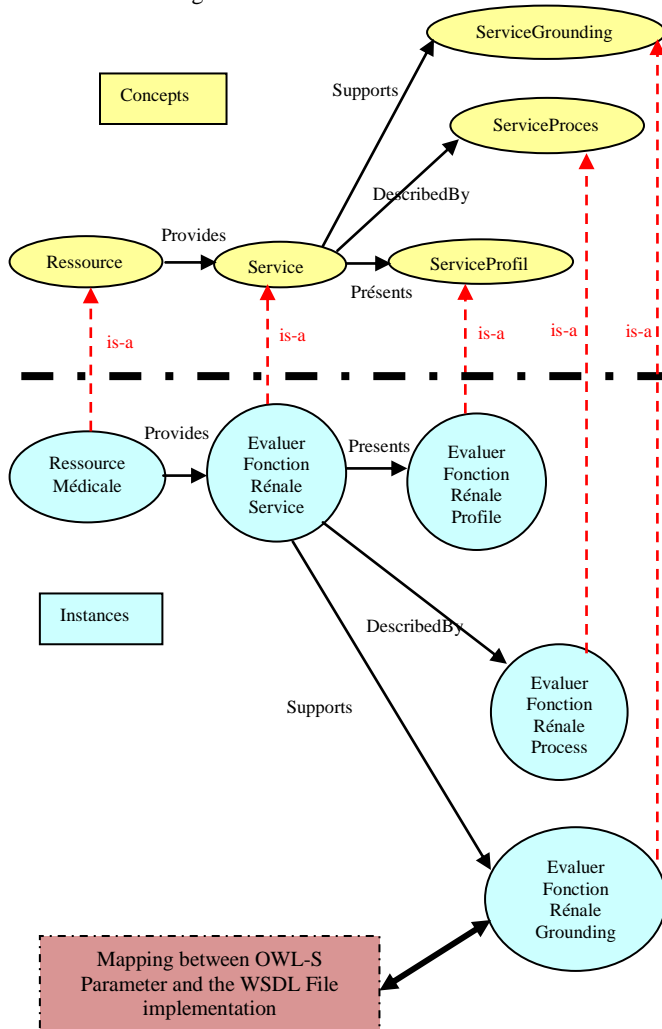 ServiceGrounding
Supports
Concepts
ServiceProces
DescribedBy
Provides
Ressource
Service
ServiceProfil
Présents
is-a
is-a
is-a
is-a
is-a
Provides
Ressource
Médicale
Evaluer
Fonction
Rénale
Service
Presents
Evaluer
Fonction
Rénale
Profile
Instances
DescribedBy
Evaluer
Fonction
Rénale
Process
Supports
Evaluer
Fonction
Rénale
Grounding
Mapping between OWL-S
Parameter and the WSDL File
implementation